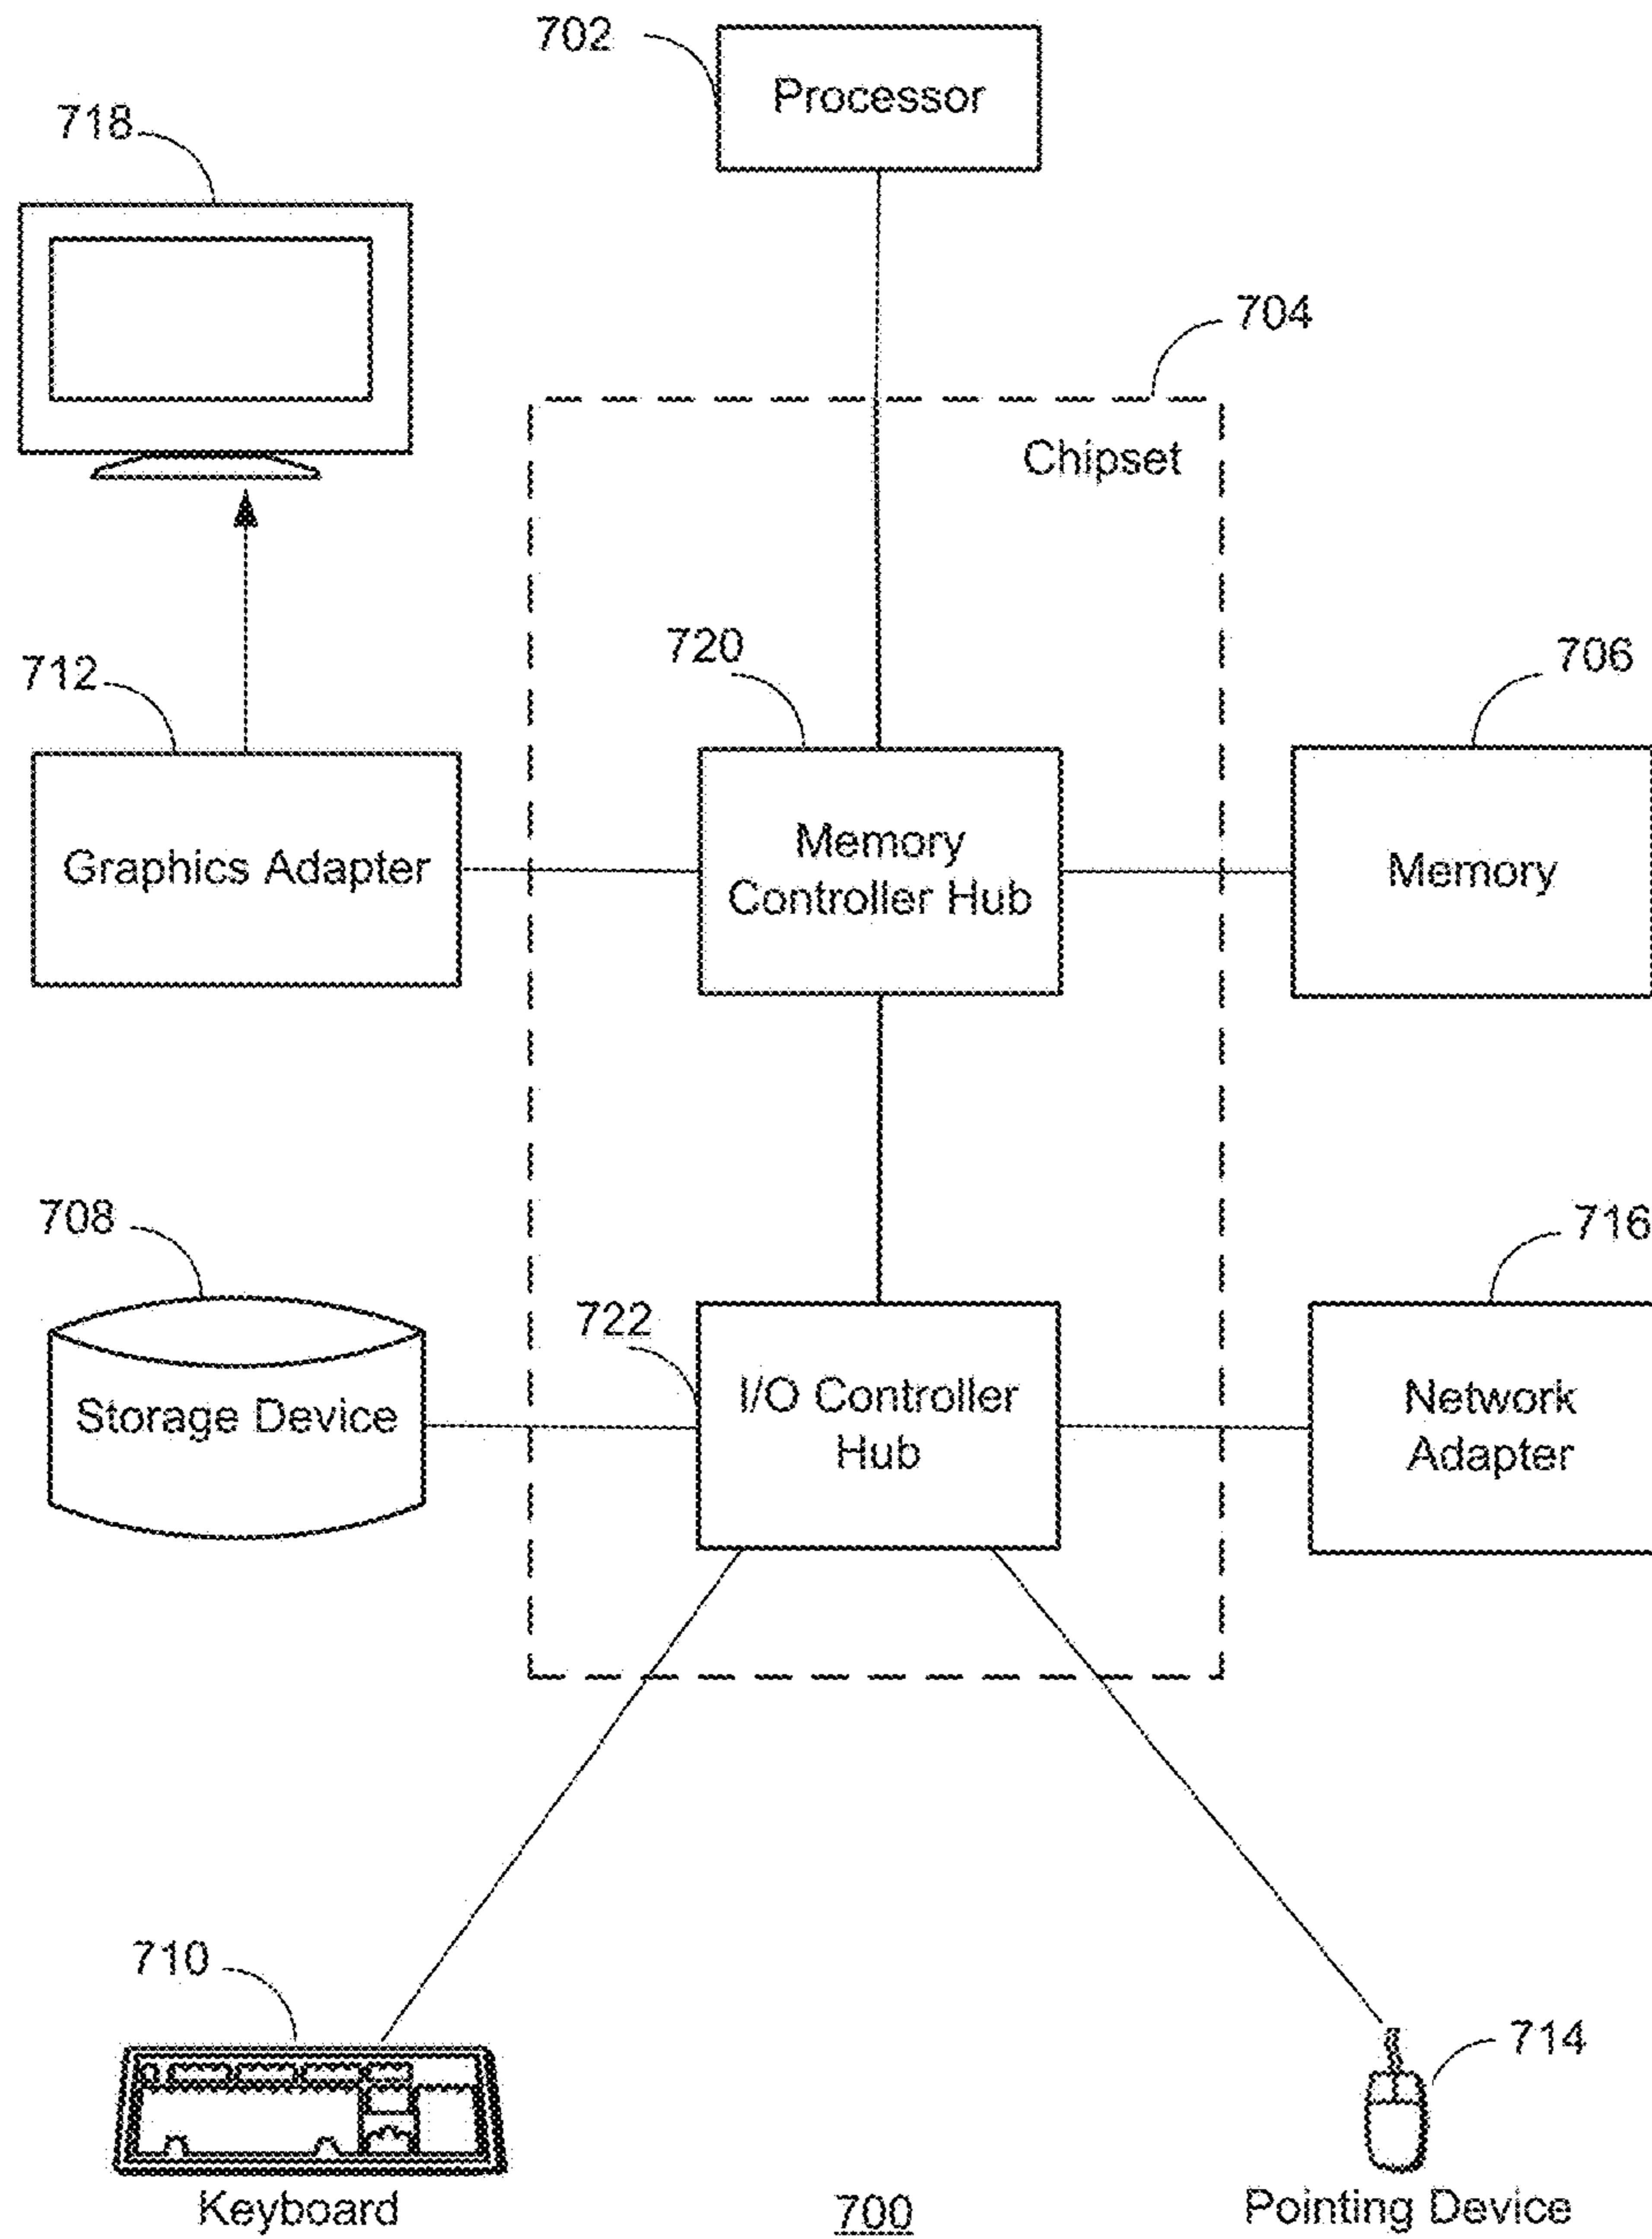 702
Processor
718
704
Chipset
720
706
712
Memory
Controller Hub
Graphics Adapter
Memory
708
716
722
I/O Controller
Hub
Storage Device
Network
Adapter
710
714
Keyboard
700
Pointing Device